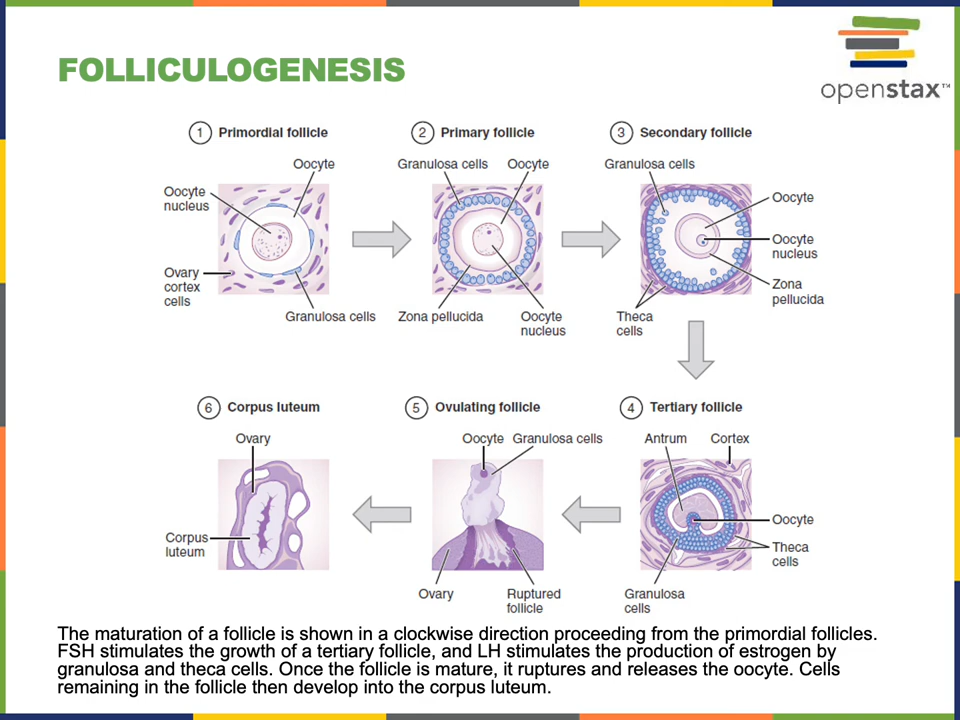 FOLLICULOGENESIS
openstax™
1 Primordial follicle
Oocyte
Oocyte
nucleus
Ovary
cortex
cells
Granulosa cells
2 Primary follicle
Granulosa cells
Oocyte
Zona pellucida
Oocyte
nucleus
3 Secondary follicle
Granulosa cells
Oocyte
Oocyte
nucleus
Zona
pellucida
Theca
cells
6 Corpus luteum
Ovary
Corpus
luteum
5 Ovulating follicle
Oocyte
Granulosa cells
Ovary
Ruptured
follicle
4 Tertiary follicle
Antrum
Cortex
Oocyte
Theca
cells
Granulosa
cells
The maturation of a follicle is shown in a clockwise direction proceeding from the primordial follicles.
FSH stimulates the growth of a tertiary follicle, and LH stimulates the production of estrogen by
granulosa and theca cells. Once the follicle is mature, it ruptures and releases the oocyte. Cells
remaining in the follicle then develop into the corpus luteum.